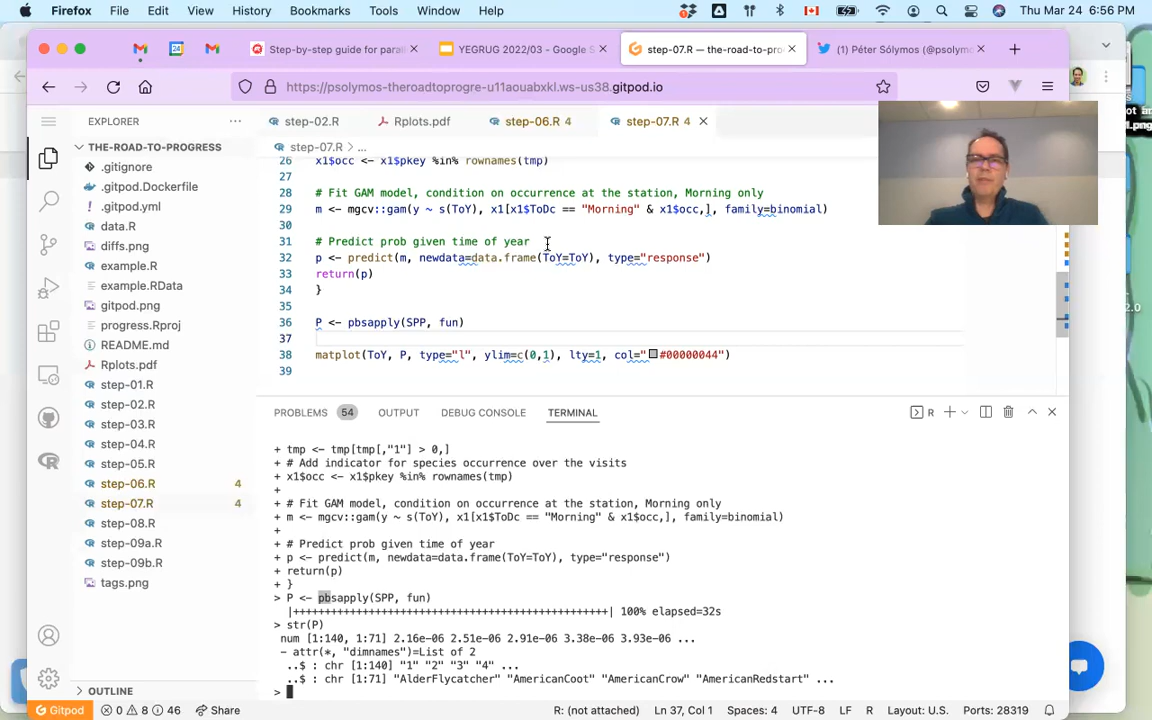 Firefox File Edit View History Bookmarks Tools Window Help Thu Mar 24 6:56 PM
Step-by-step guide for paral
YEGRUG 2022/03 - Google S
step-07.R — the-road-to-pro
(1) Péter Sólymos (@psolymo
https://psolymos-theroadtoprogre-u11aouabxkl.ws-us38.gitpod.io
EXPLORER
step-02.R Rplots.pdf step-06.R 4 step-07.R 4
THE-ROAD-TO-PROGRESS
.gitignore
.gitpod.Dockerfile
.gitpod.yml
data.R
diffs.png
example.R
example.RData
gitpod.png
progress.Rproj
README.md
Rplots.pdf
step-01.R
step-02.R
step-03.R
step-04.R
step-05.R
step-06.R 4
step-07.R 4
step-08.R
step-09a.R
step-09b.R
tags.png
OUTLINE
step-07.R > ...
26 x1$occ <- x1$pkey %in% rownames(tmp)
27
28 # Fit GAM model, condition on occurrence at the station, Morning only
29 m <- mgcv::gam(y ~ s(ToY), x1[x1$ToDc == "Morning" & x1$occ,], family=binomial)
30
31 # Predict prob given time of year
32 p <- predict(m, newdata=data.frame(ToY=ToY), type="response")
33 return(p)
34 }
35
36 P <- pbsapply(SPP, fun)
37
38 matplot(ToY, P, type="l", ylim=c(0,1), lty=1, col="#00000044")
39
PROBLEMS 54 OUTPUT DEBUG CONSOLE TERMINAL R
+ tmp <- tmp[tmp[,"1"] > 0,]
+ # Add indicator for species occurrence over the visits
+ x1$occ <- x1$pkey %in% rownames(tmp)
+
+ # Fit GAM model, condition on occurrence at the station, Morning only
+ m <- mgcv::gam(y ~ s(ToY), x1[x1$ToDc == "Morning" & x1$occ,], family=binomial)
+
+ # Predict prob given time of year
+ p <- predict(m, newdata=data.frame(ToY=ToY), type="response")
+ return(p)
+ }
> P <- pbsapply(SPP, fun)
|++++++++++++++++++++++++++++++++++++++++++++++++++| 100% elapsed=32s
> str(P)
num [1:140, 1:71] 2.16e-06 2.51e-06 2.91e-06 3.38e-06 3.93e-06 ...
- attr(*, "dimnames")=List of 2
..$ : chr [1:140] "1" "2" "3" "4" ...
..$ : chr [1:71] "AlderFlycatcher" "AmericanCoot" "AmericanCrow" "AmericanRedstart" ...
>
Gitpod 0 8 46 Share R: (not attached) Ln 37, Col 1 Spaces: 4 UTF-8 LF R Layout: U.S. Ports: 28319